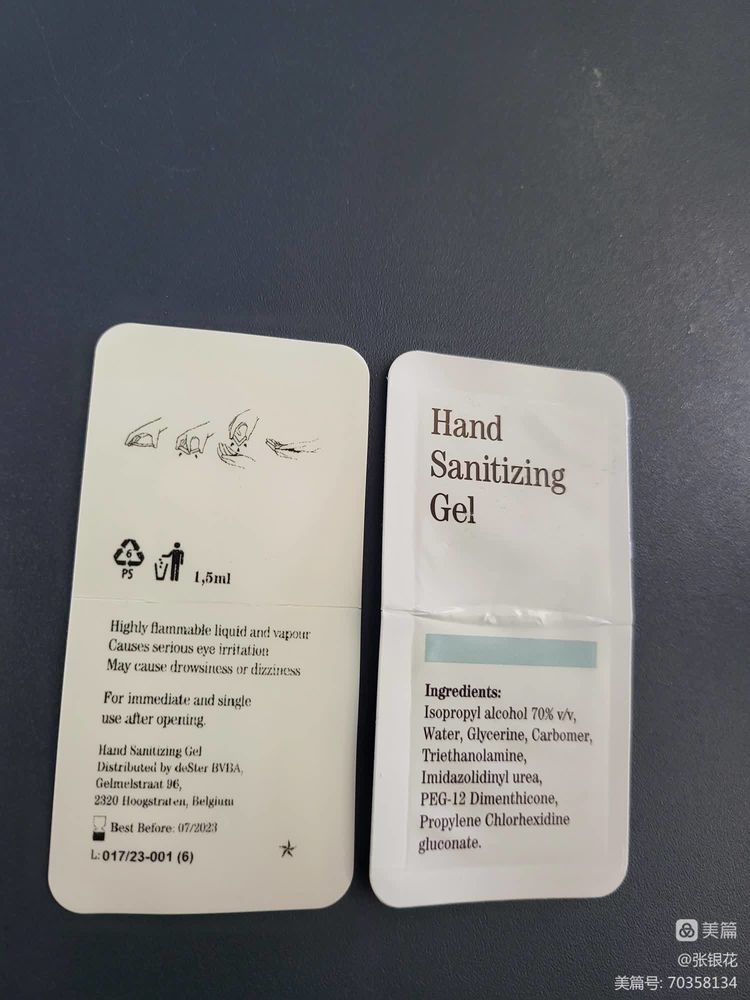 6
PS
1,5ml
Highly flammable liquid and vapour
Causes serious eye irritation
May cause drowsiness or dizziness
For immediate and single
use after opening.
Hand Sanitizing Gel
Distributed by deSter BVBA,
Gelmelstraat 96,
2320 Hoogstraten, Belgium
Best Before: 07/2023
L: 017/23-001 (6)
Hand
Sanitizing
Gel
Ingredients:
Isopropyl alcohol 70% v/v,
Water, Glycerine, Carbomer,
Triethanolamine,
Imidazolidinyl urea,
PEG-12 Dimenthicone,
Propylene Chlorhexidine
gluconate.
美篇
@张银花
美篇号: 70358134